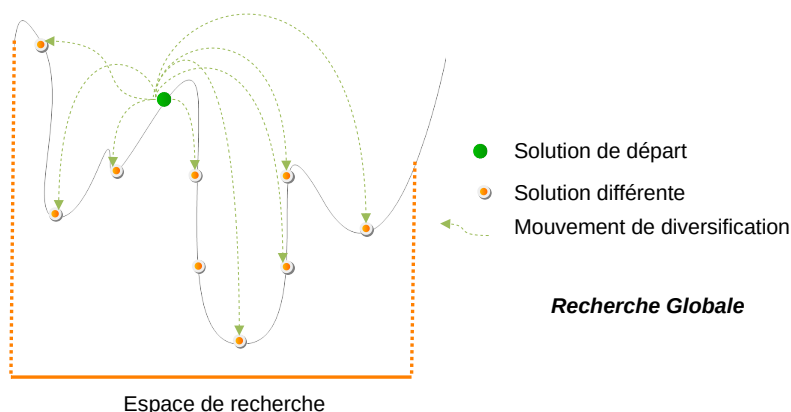 Solution de départ
Solution différente
Mouvement de diversification
Recherche Globale
Espace de recherche